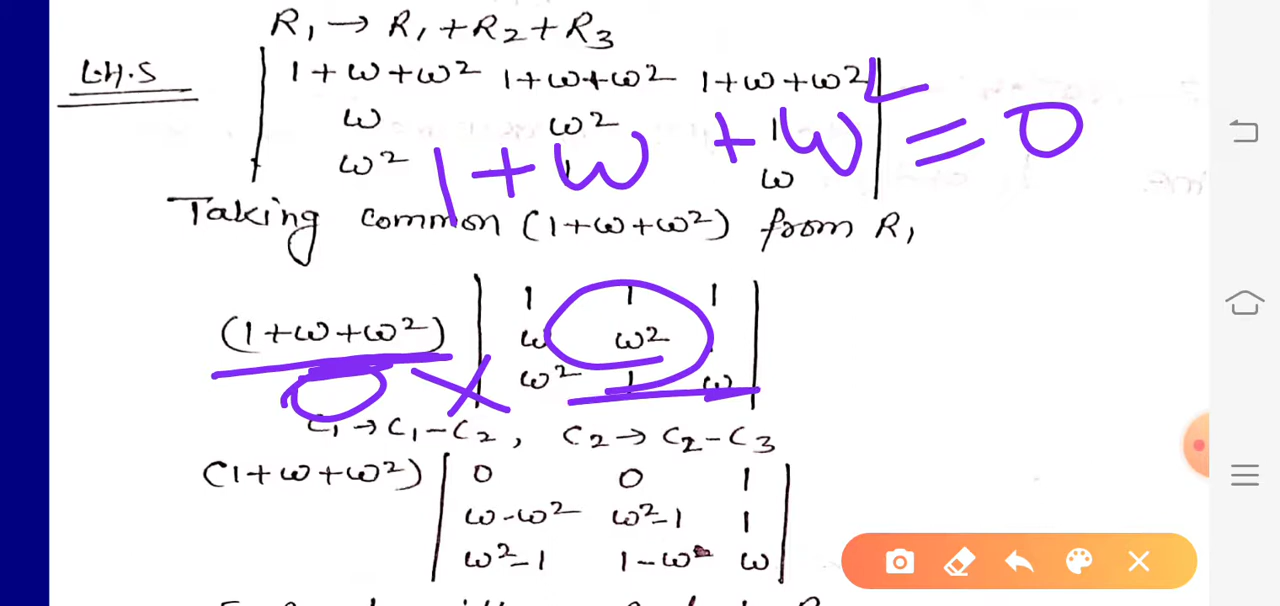 R₁ → R₁ + R₂ + R₃
L.H.S | 1+ω+ω² 1+ω+ω² 1+ω+ω² |
ω ω² 1
ω² 1 ω
1 + ω + ω² = 0
Taking common (1+ω+ω²) from R₁
1 1 1
(1+ω+ω²) | ω ω² |
ω² 1 ω
0 ×
C₁ → C₁ – C₂, C₂ → C₂ – C₃
(1+ω+ω²) | 0 0 1 |
ω-ω² ω²-1 1
ω²-1 1-ω ω